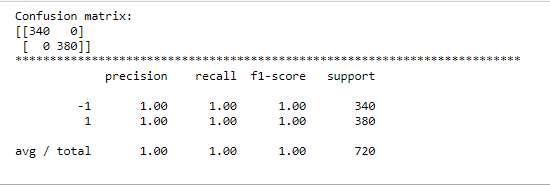 Confusion matrix:
[[340   0]
 [  0 380]]
*************************************************************************
             precision    recall  f1-score   support

         -1       1.00      1.00      1.00       340
          1       1.00      1.00      1.00       380

avg / total       1.00      1.00      1.00       720